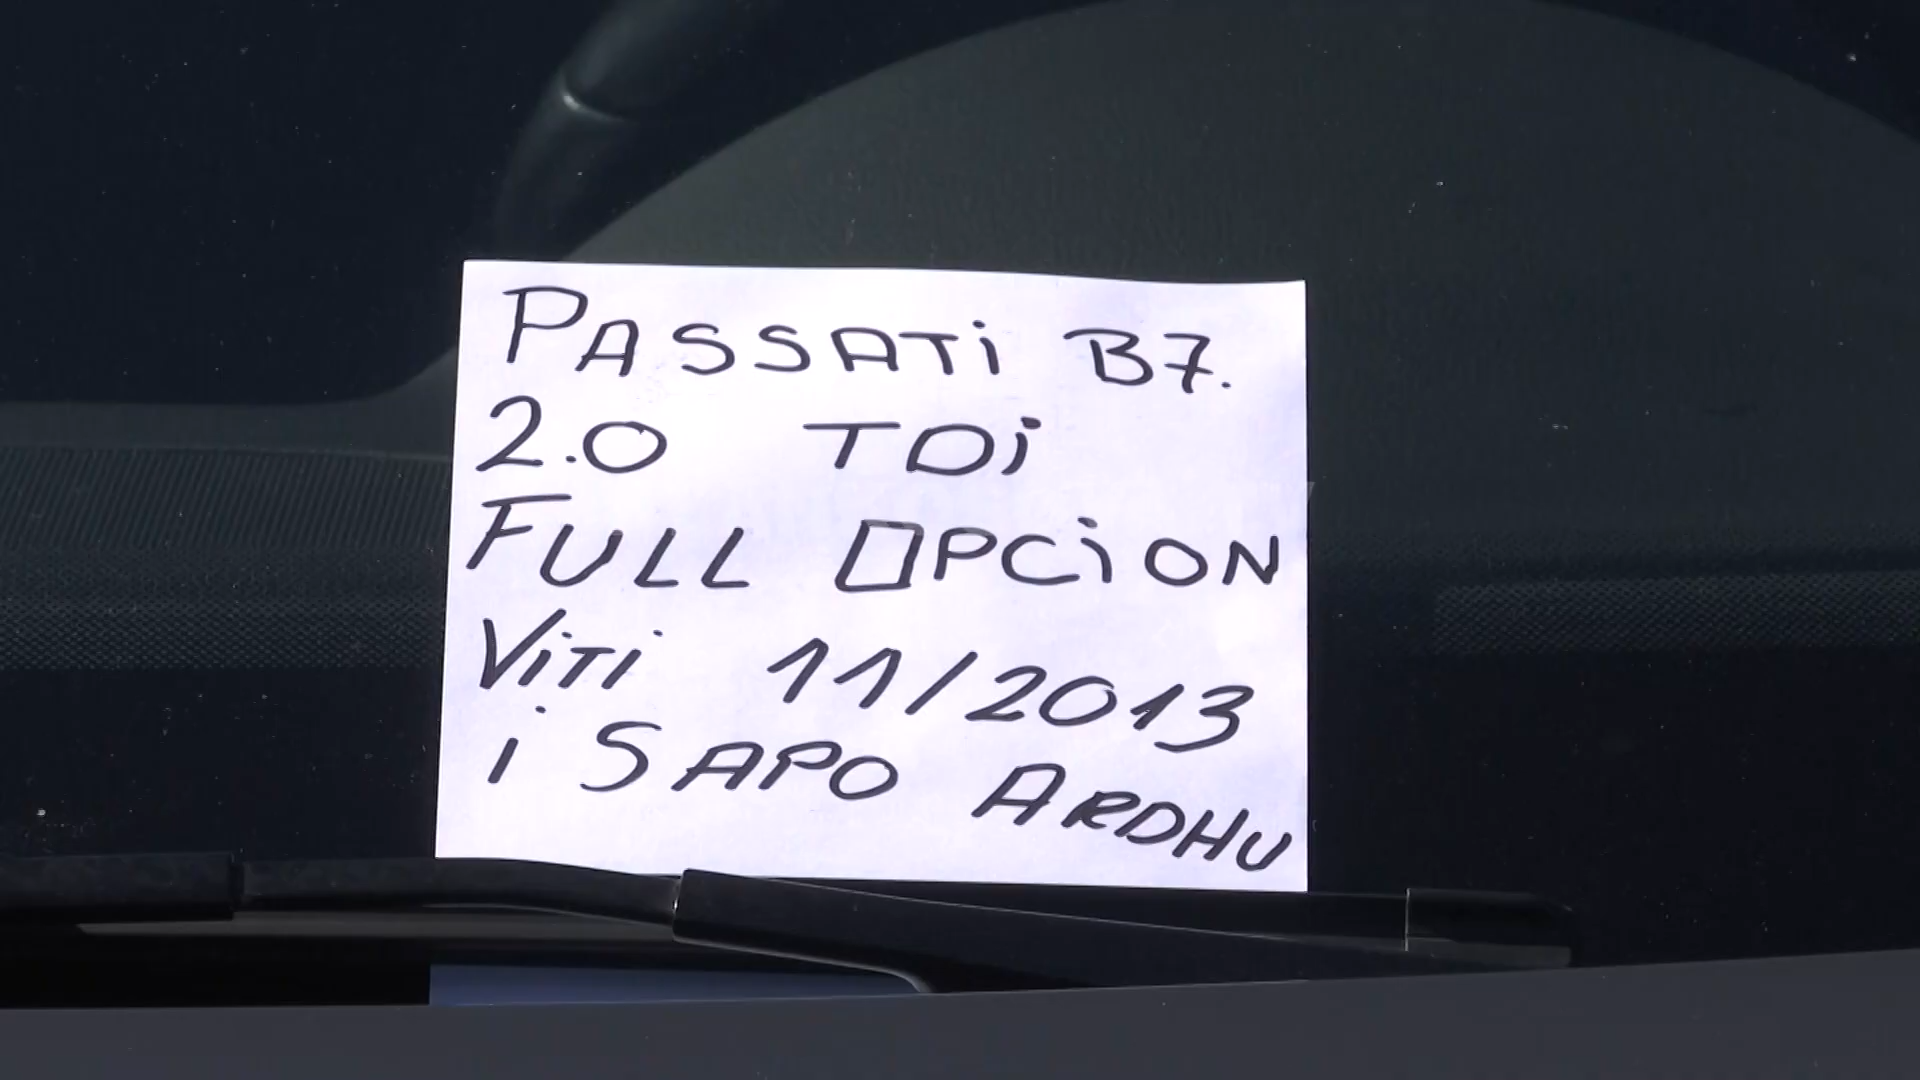 PASSATi B7.
2.0 TDi
FULL OPCiON
ViTi 11/2013
i SAPO ARDHU